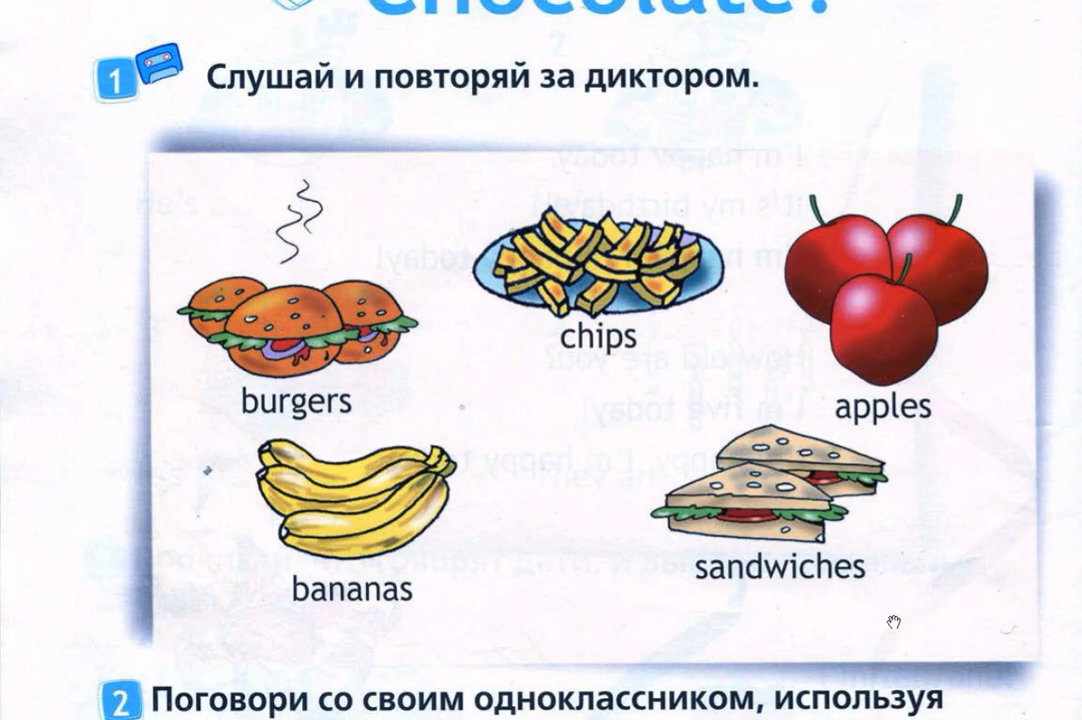 Chocolate!
1 Слушай и повторяй за диктором.
chips
burgers
apples
sandwiches
bananas
2 Поговори со своим одноклассником, используя